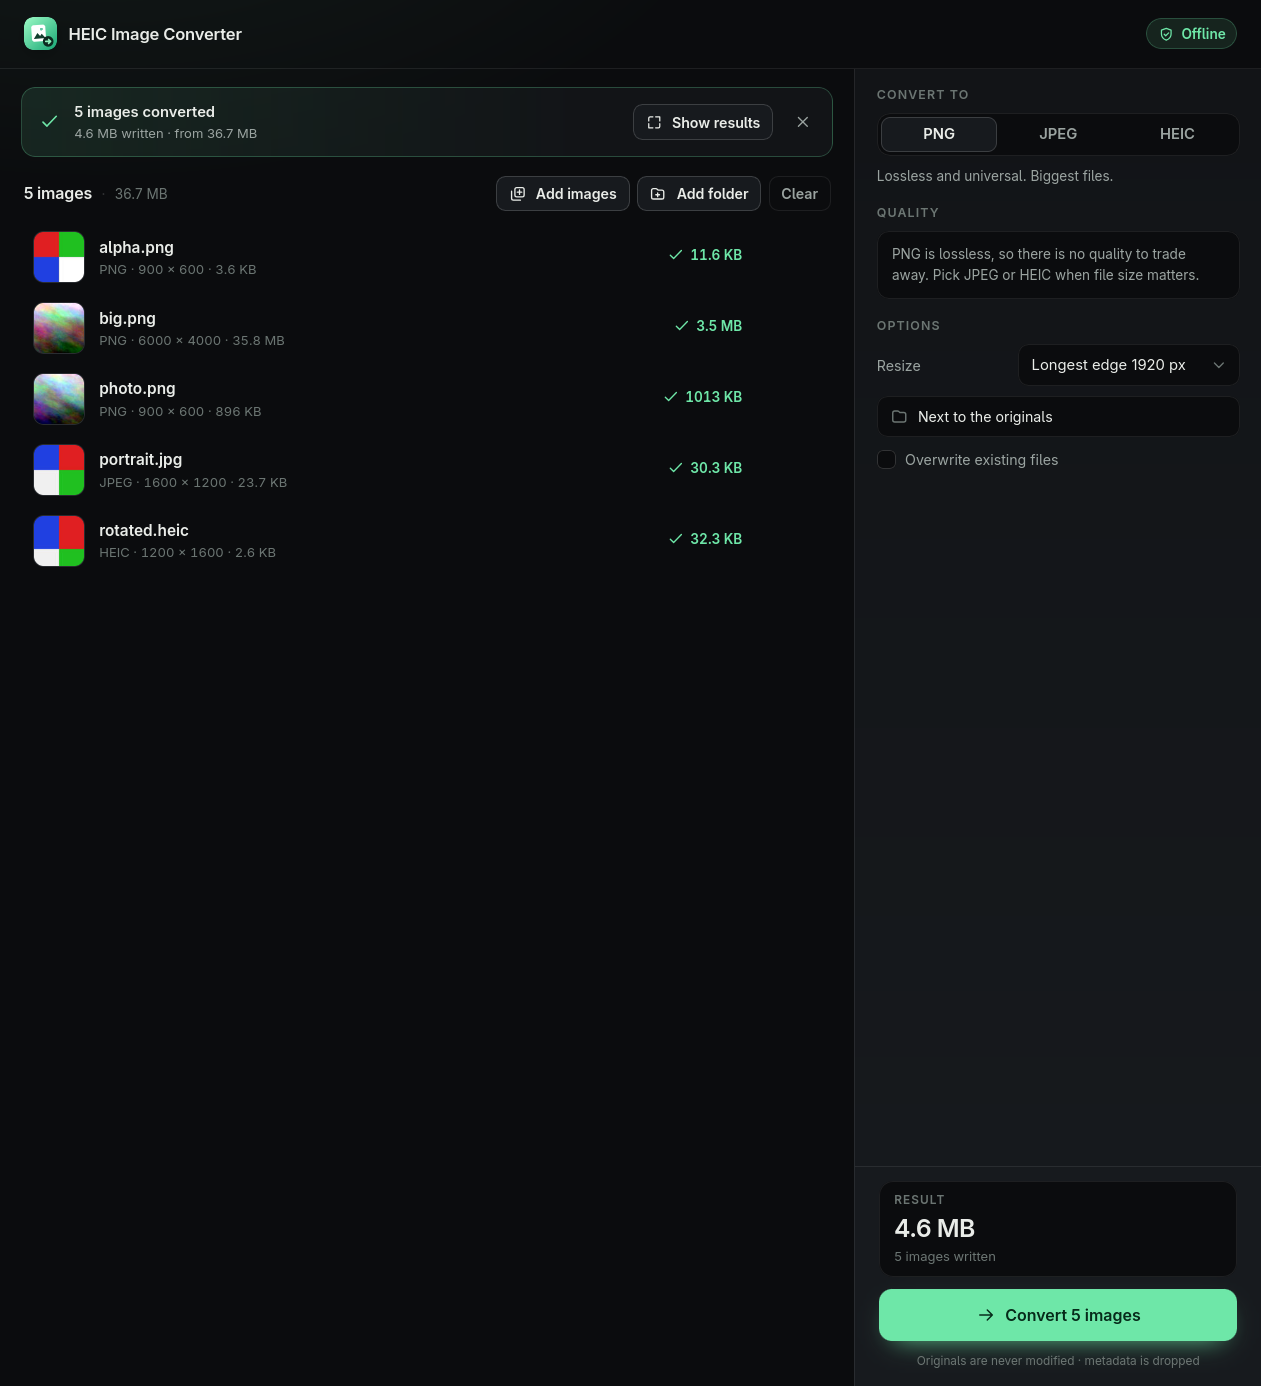 HEIC Image Converter
Offline
5 images converted
4.6 MB written · from 36.7 MB
Show results
5 images · 36.7 MB
Add images
Add folder
Clear
alpha.png
PNG · 900 × 600 · 3.6 KB
11.6 KB
big.png
PNG · 6000 × 4000 · 35.8 MB
3.5 MB
photo.png
PNG · 900 × 600 · 896 KB
1013 KB
portrait.jpg
JPEG · 1600 × 1200 · 23.7 KB
30.3 KB
rotated.heic
HEIC · 1200 × 1600 · 2.6 KB
32.3 KB
CONVERT TO
PNG
JPEG
HEIC
Lossless and universal. Biggest files.
QUALITY
PNG is lossless, so there is no quality to trade
away. Pick JPEG or HEIC when file size matters.
OPTIONS
Resize
Longest edge 1920 px
Next to the originals
Overwrite existing files
RESULT
4.6 MB
5 images written
Convert 5 images
Originals are never modified · metadata is dropped